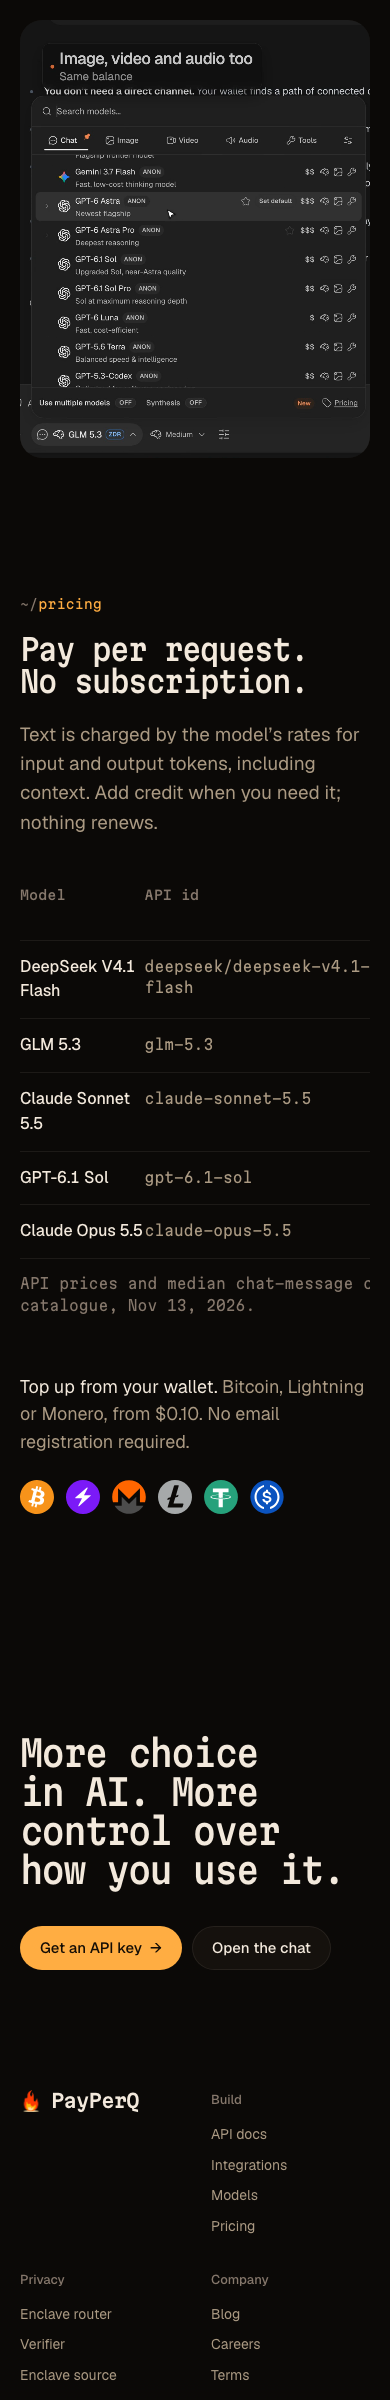 Image, video and audio too
Same balance
You don't need a direct channel. Your wallet finds a path of connected
Search models...
Chat Image Video Audio Tools
Flagship frontier model
Gemini 3.7 Flash ANON $$
Fast, low-cost thinking model
GPT-6 Astra ANON Set default $$$
Newest flagship
GPT-6 Astra Pro ANON $$$
Deepest reasoning
GPT-6.1 Sol ANON $$
Upgraded Sol, near-Astra quality
GPT-6.1 Sol Pro ANON $$
Sol at maximum reasoning depth
GPT-6 Luna ANON $
Fast, cost-efficient
GPT-5.6 Terra ANON $$
Balanced speed & intelligence
GPT-5.3-Codex ANON $$
Use multiple models OFF Synthesis OFF New Pricing
GLM 5.3 ZDR Medium
~/pricing
Pay per request.
No subscription.
Text is charged by the model’s rates for
input and output tokens, including
context. Add credit when you need it;
nothing renews.
Model API id
DeepSeek V4.1 deepseek/deepseek-v4.1-
Flash flash
GLM 5.3 glm-5.3
Claude Sonnet claude-sonnet-5.5
5.5
GPT-6.1 Sol gpt-6.1-sol
Claude Opus 5.5 claude-opus-5.5
API prices and median chat-message
catalogue, Nov 13, 2026.
Top up from your wallet. Bitcoin, Lightning
or Monero, from $0.10. No email
registration required.
More choice
in AI. More
control over
how you use it.
Get an API key →
Open the chat
PayPerQ
Build
API docs
Integrations
Models
Pricing
Privacy
Enclave router
Verifier
Enclave source
Company
Blog
Careers
Terms